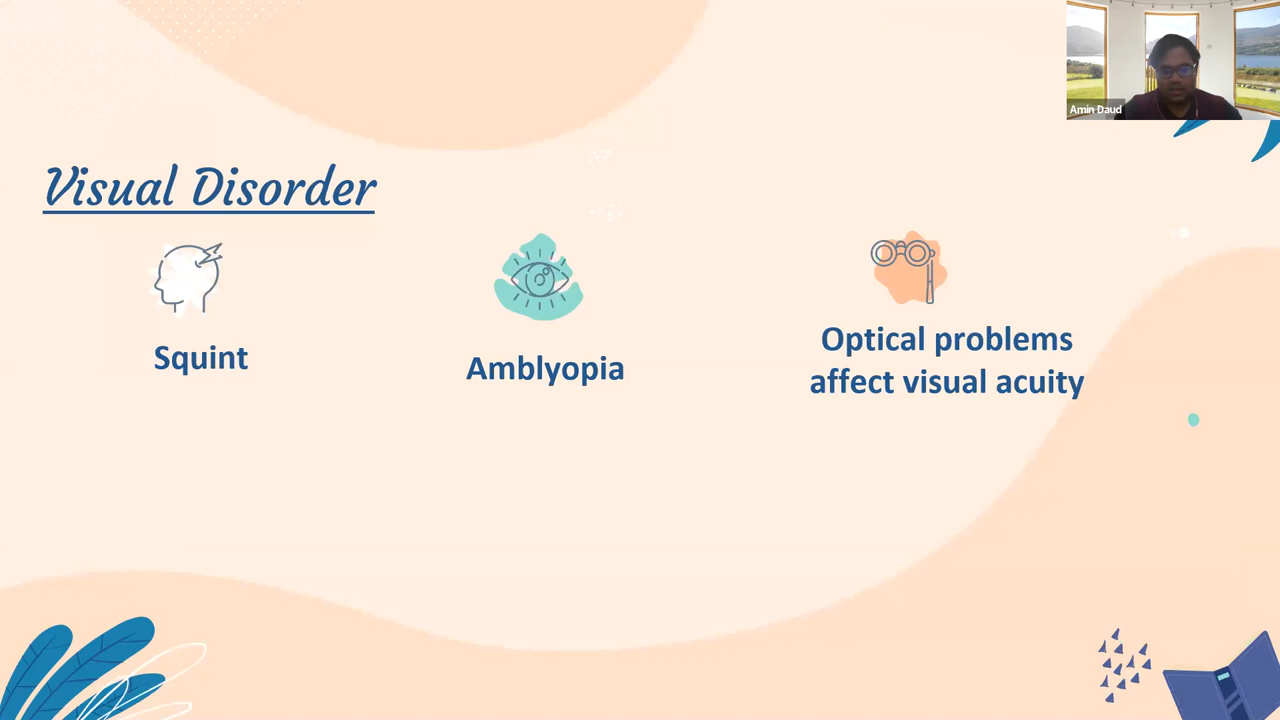 Amin Daud
Visual Disorder
Squint
Amblyopia
Optical problems
affect visual acuity